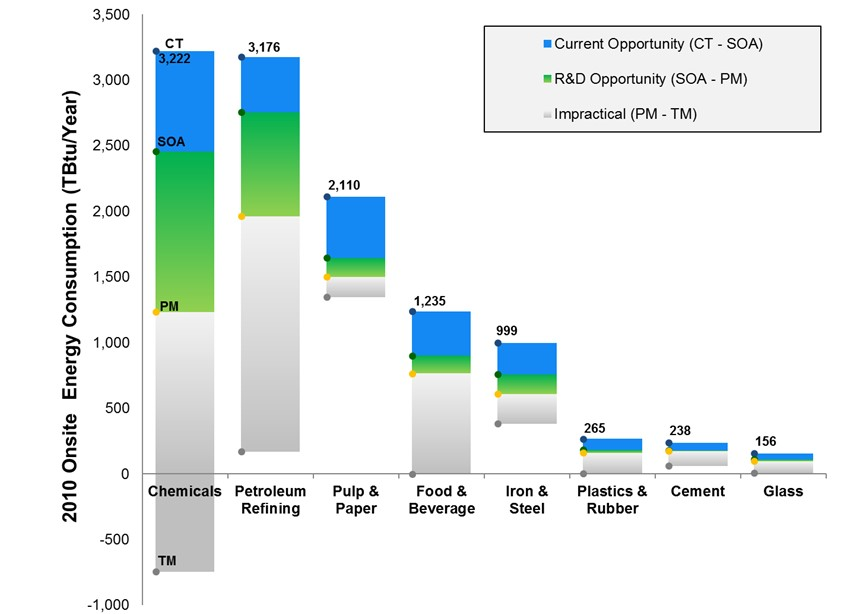 2010 Onsite Energy Consumption (TBtu/Year)
3,500
3,000
2,500
2,000
1,500
1,000
500
0
-500
-1,000
CT
3,222
SOA
PM
TM
3,176
2,110
1,235
999
265
238
156
Current Opportunity (CT - SOA)
R&D Opportunity (SOA - PM)
Impractical (PM - TM)
Chemicals
Petroleum
Refining
Pulp &
Paper
Food &
Beverage
Iron &
Steel
Plastics &
Rubber
Cement
Glass